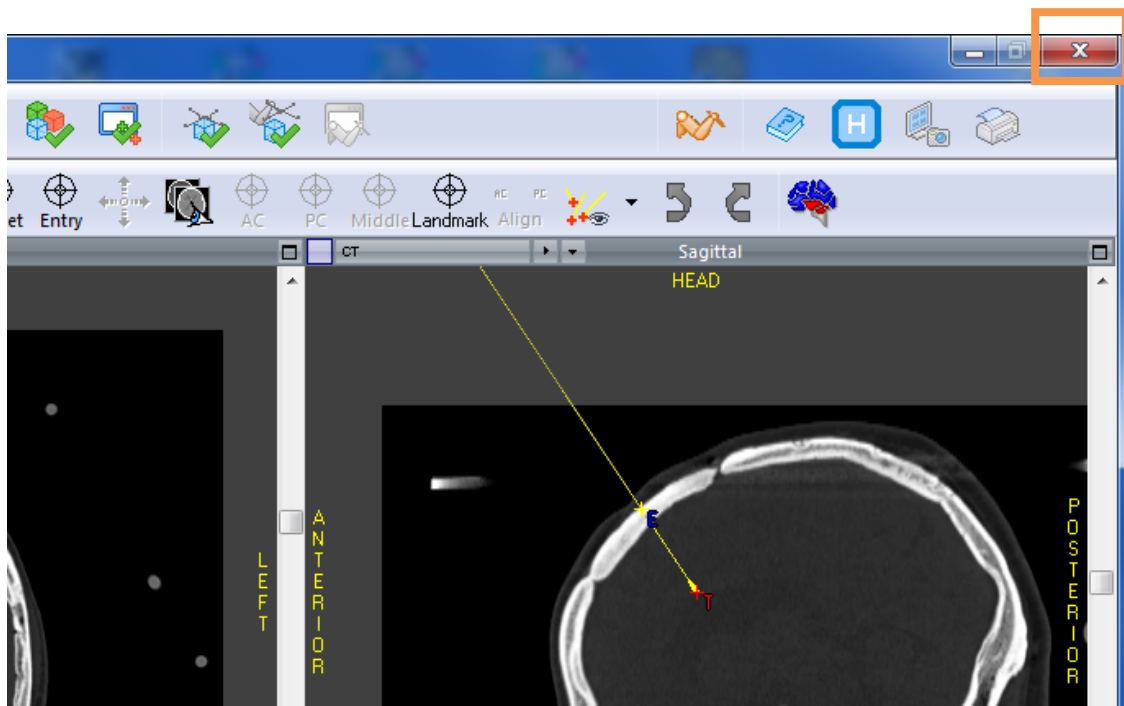 H
AC PC
et Entry AC PC Middle Landmark Align
CT Sagittal
HEAD
LEFT
ANTERIOR
E
T
POSTERIOR